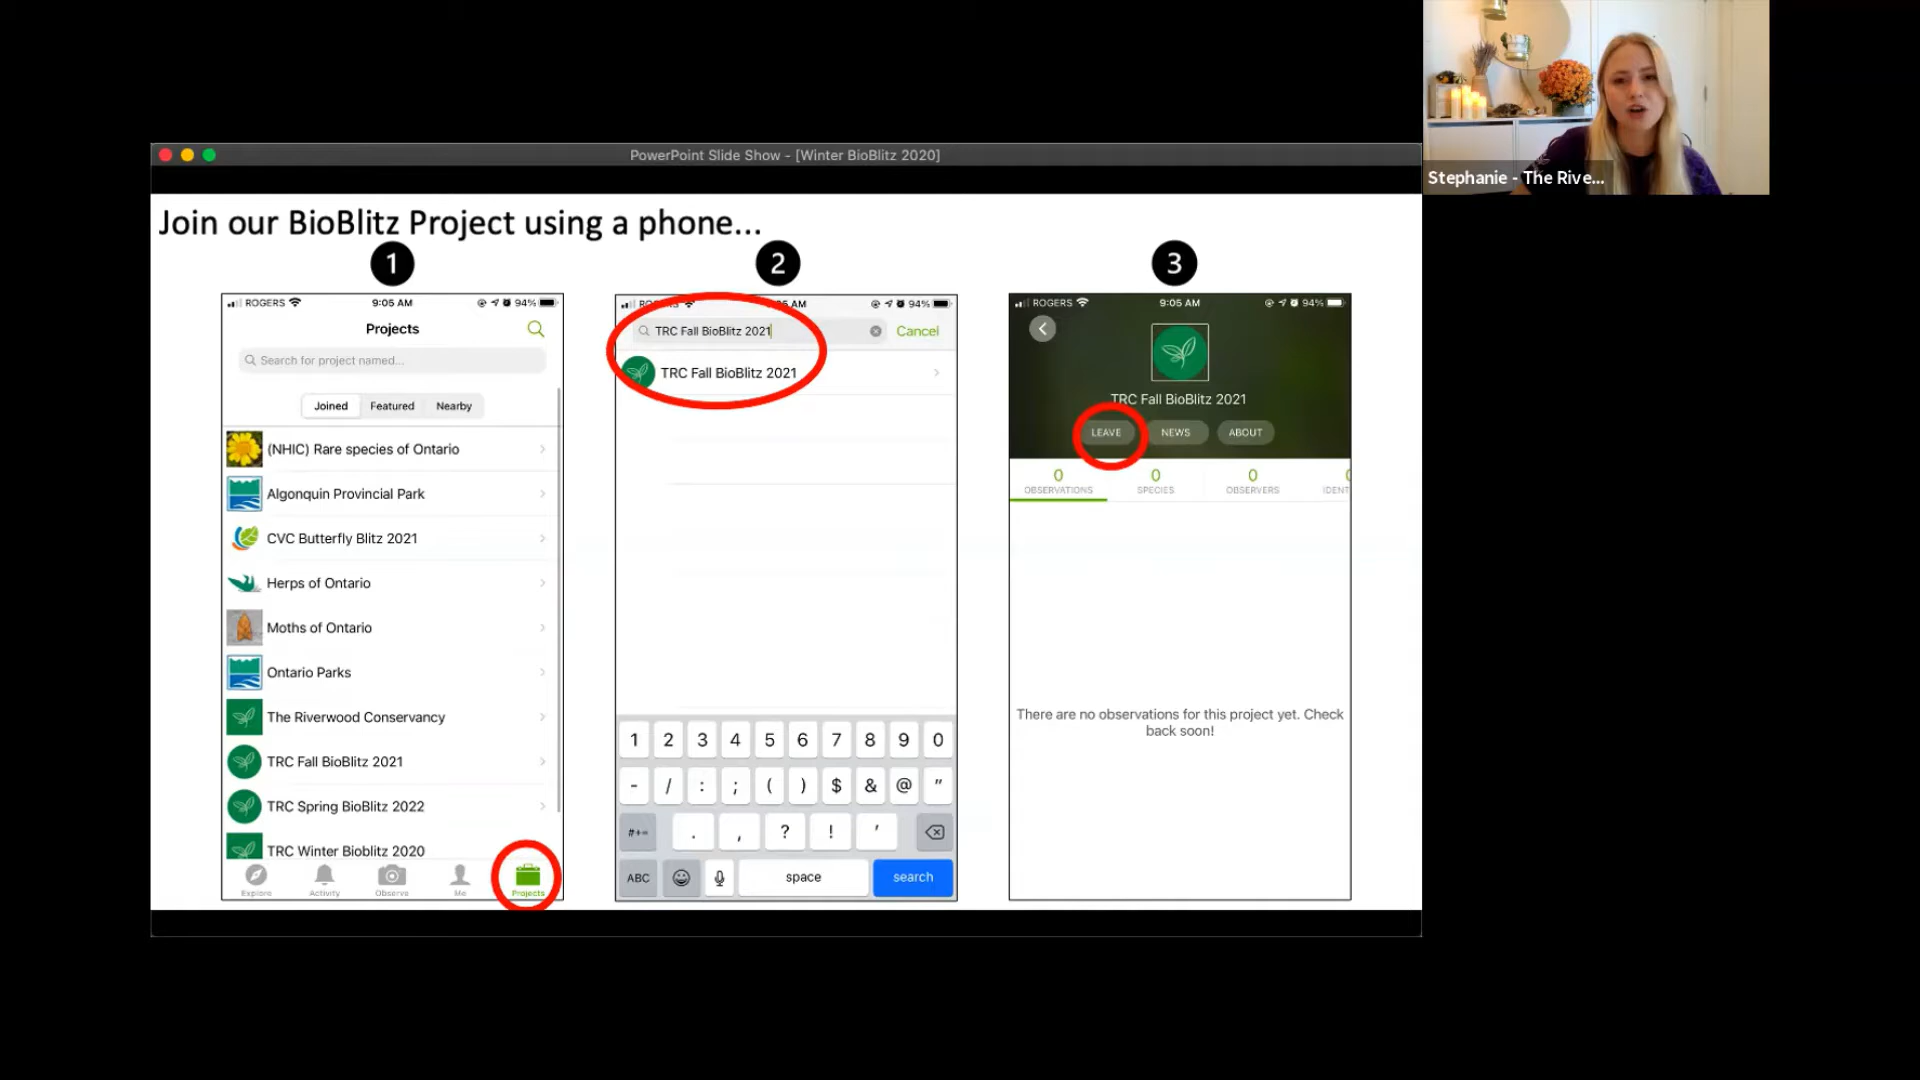 Stephanie - The Rive...
PowerPoint Slide Show - [Winter BioBlitz 2020]
Join our BioBlitz Project using a phone...
1
ROGERS 9:05 AM 94%
Projects
Search for project named...
Joined Featured Nearby
(NHIC) Rare species of Ontario
Algonquin Provincial Park
CVC Butterfly Blitz 2021
Herps of Ontario
Moths of Ontario
Ontario Parks
The Riverwood Conservancy
TRC Fall BioBlitz 2021
TRC Spring BioBlitz 2022
TRC Winter Bioblitz 2020
Explore Activity Observe Me Projects
2
94%
TRC Fall BioBlitz 2021 Cancel
TRC Fall BioBlitz 2021
1 2 3 4 5 6 7 8 9 0
- / : ; ( ) $ & @ "
#+= . , ? ! '
ABC space search
3
ROGERS 9:05 AM 94%
TRC Fall BioBlitz 2021
LEAVE NEWS ABOUT
0 0 0
OBSERVATIONS SPECIES OBSERVERS IDENT
There are no observations for this project yet. Check
back soon!